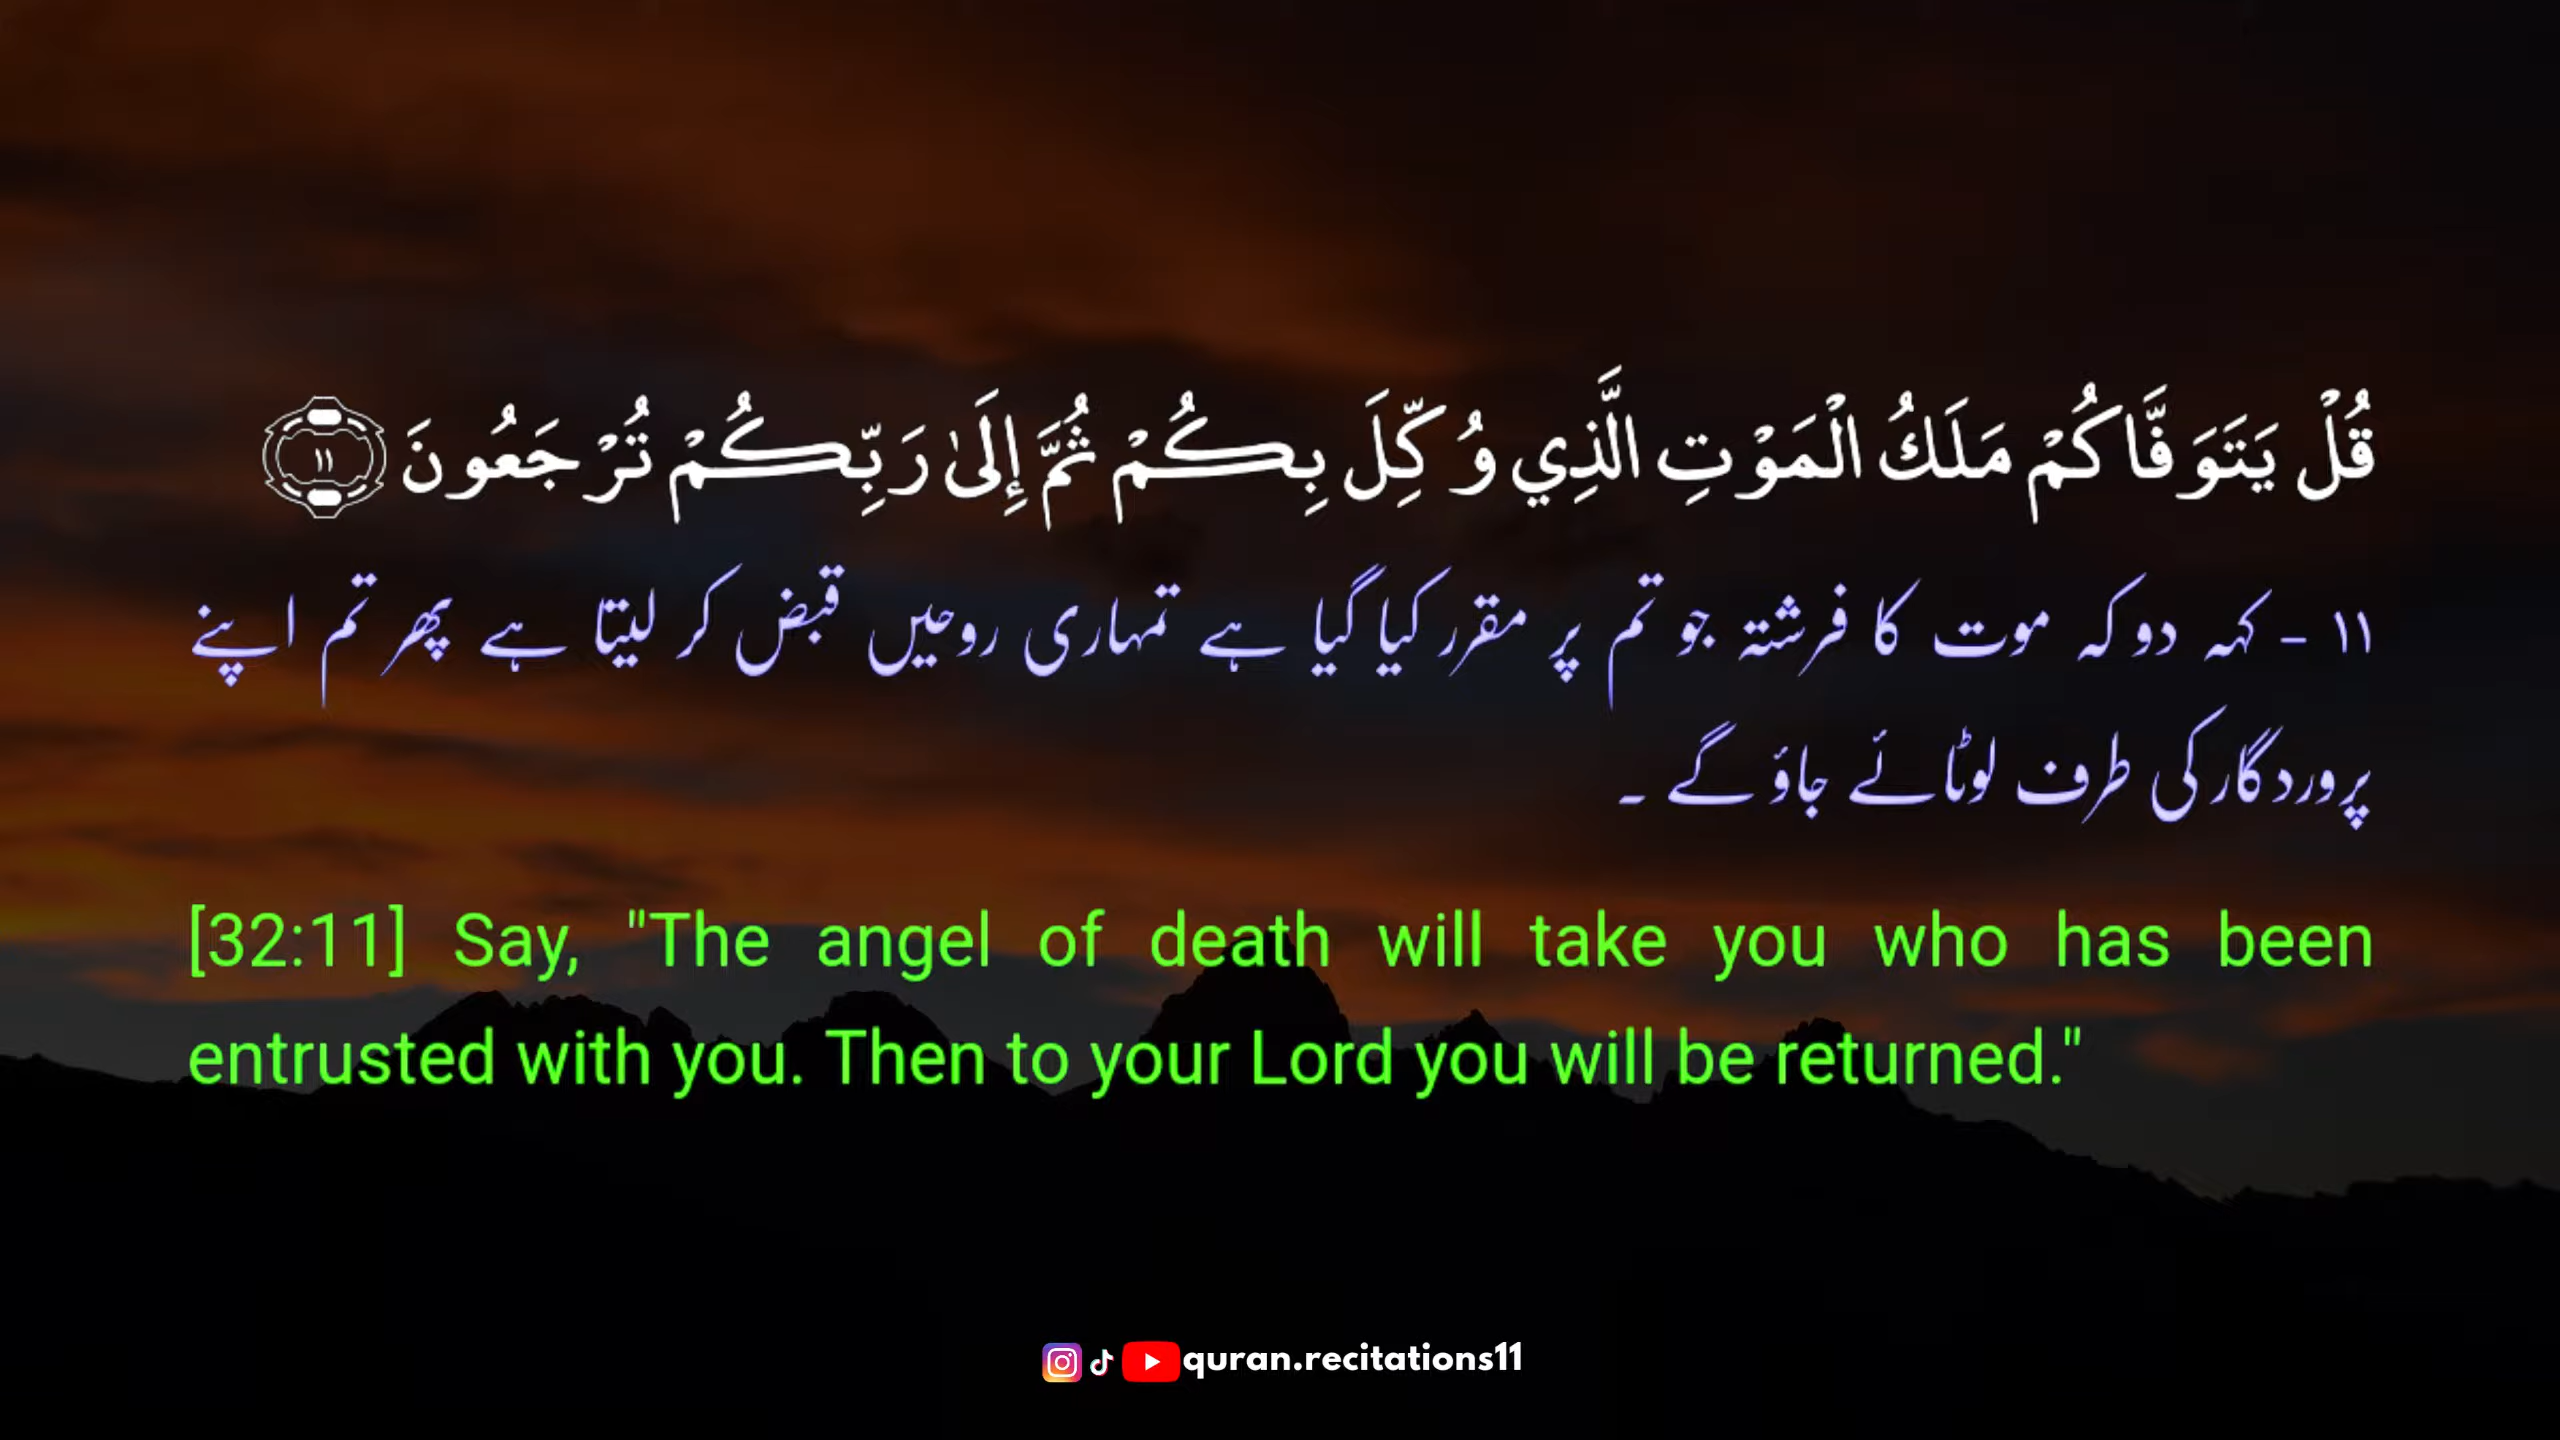 قُلْ يَتَوَفَّاكُمْ مَلَكُ الْمَوْتِ الَّذِي وُكِّلَ بِكُمْ ثُمَّ إِلَىٰ رَبِّكُمْ تُرْجَعُونَ ١١
١١ - کہہ دو کہ موت کا فرشتہ جو تم پر مقرر کیا گیا ہے تمہاری روحیں قبض کر لیتا ہے پھر تم اپنے
پروردگار کی طرف لوٹائے جاؤ گے ۔
[32:11] Say, "The angel of death will take you who has been
entrusted with you. Then to your Lord you will be returned."
quran.recitations11